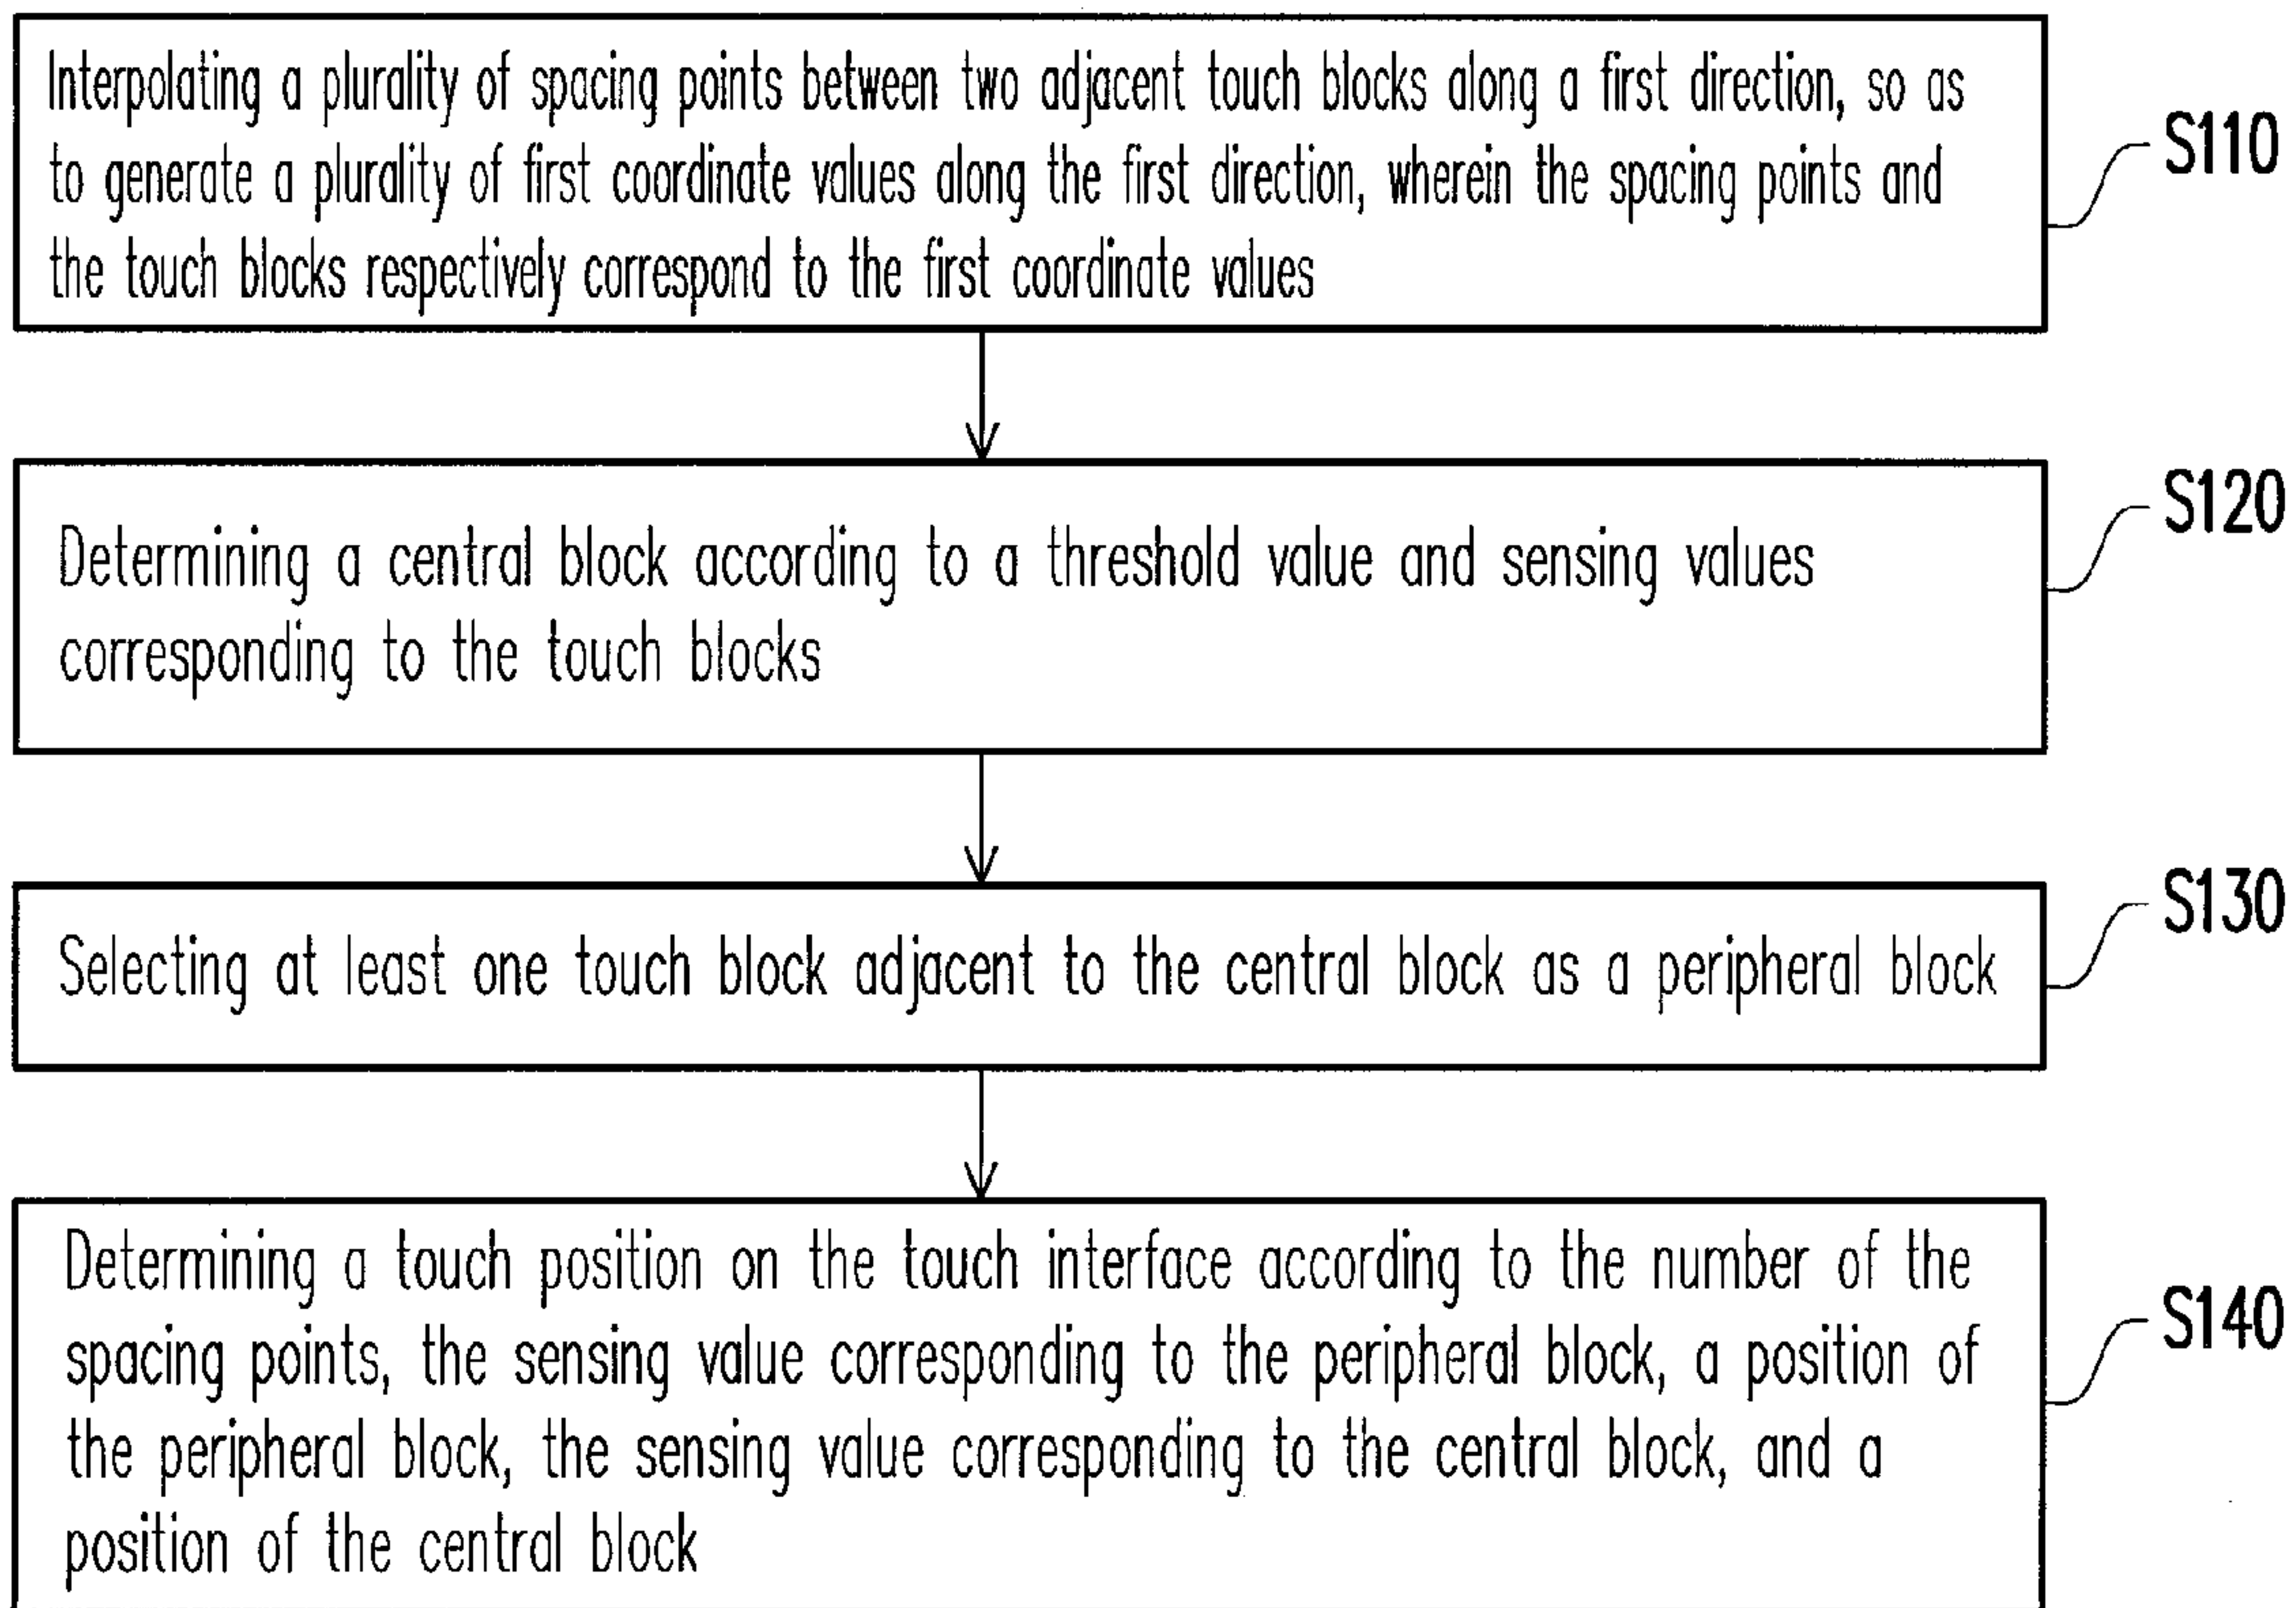 Interpolating a plurality of spacing points between two adjacent touch blocks along a first direction, so as
to generate a plurality of first coordinate values along the first direction, wherein the spacing points and
the touch blocks respectively correspond to the first coordinate values
S110
Determining a central block according to a threshold value and sensing values
corresponding to the touch blocks
S120
Selecting at least one touch block adjacent to the central block as a peripheral block
S130
Determining a touch position on the touch interface according to the number of the
spacing points, the sensing value corresponding to the peripheral block, a position of
the peripheral block, the sensing value corresponding to the central block, and a
position of the central block
S140